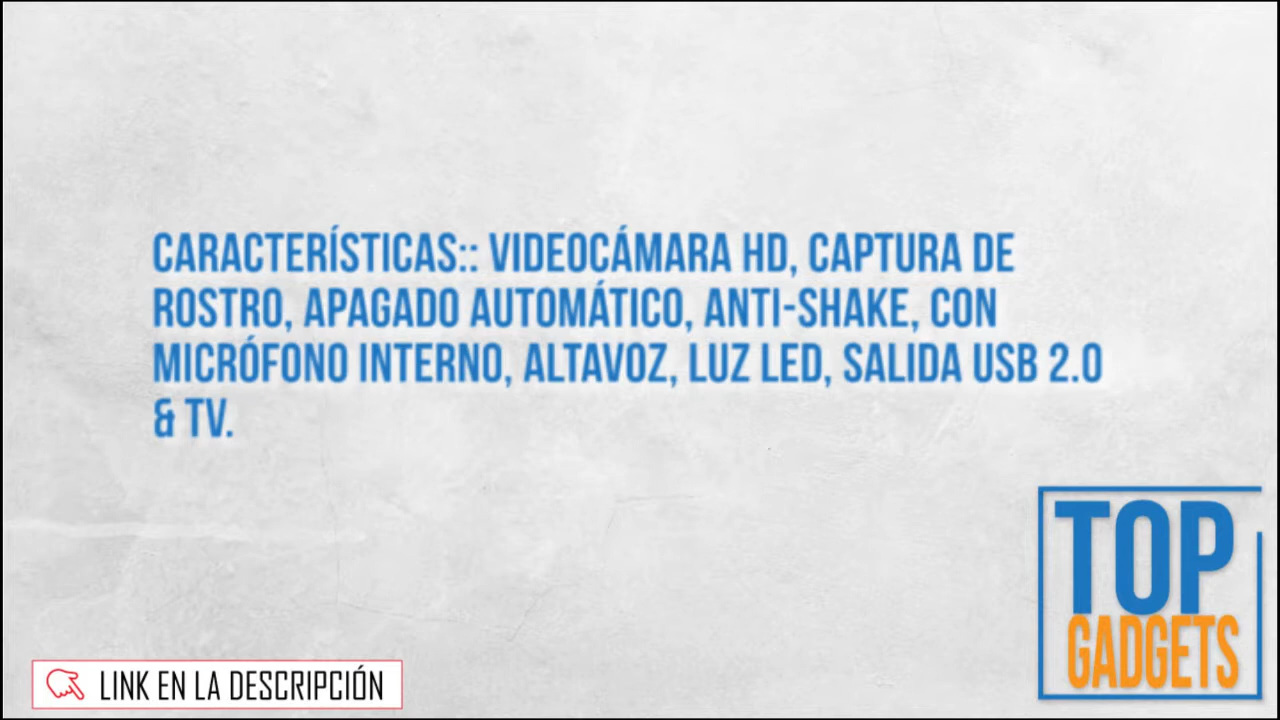 CARACTERÍSTICAS:: VIDEOCÁMARA HD, CAPTURA DE
ROSTRO, APAGADO AUTOMÁTICO, ANTI-SHAKE, CON
MICRÓFONO INTERNO, ALTAVOZ, LUZ LED, SALIDA USB 2.0
& TV.
TOP
GADGETS
LINK EN LA DESCRIPCIÓN